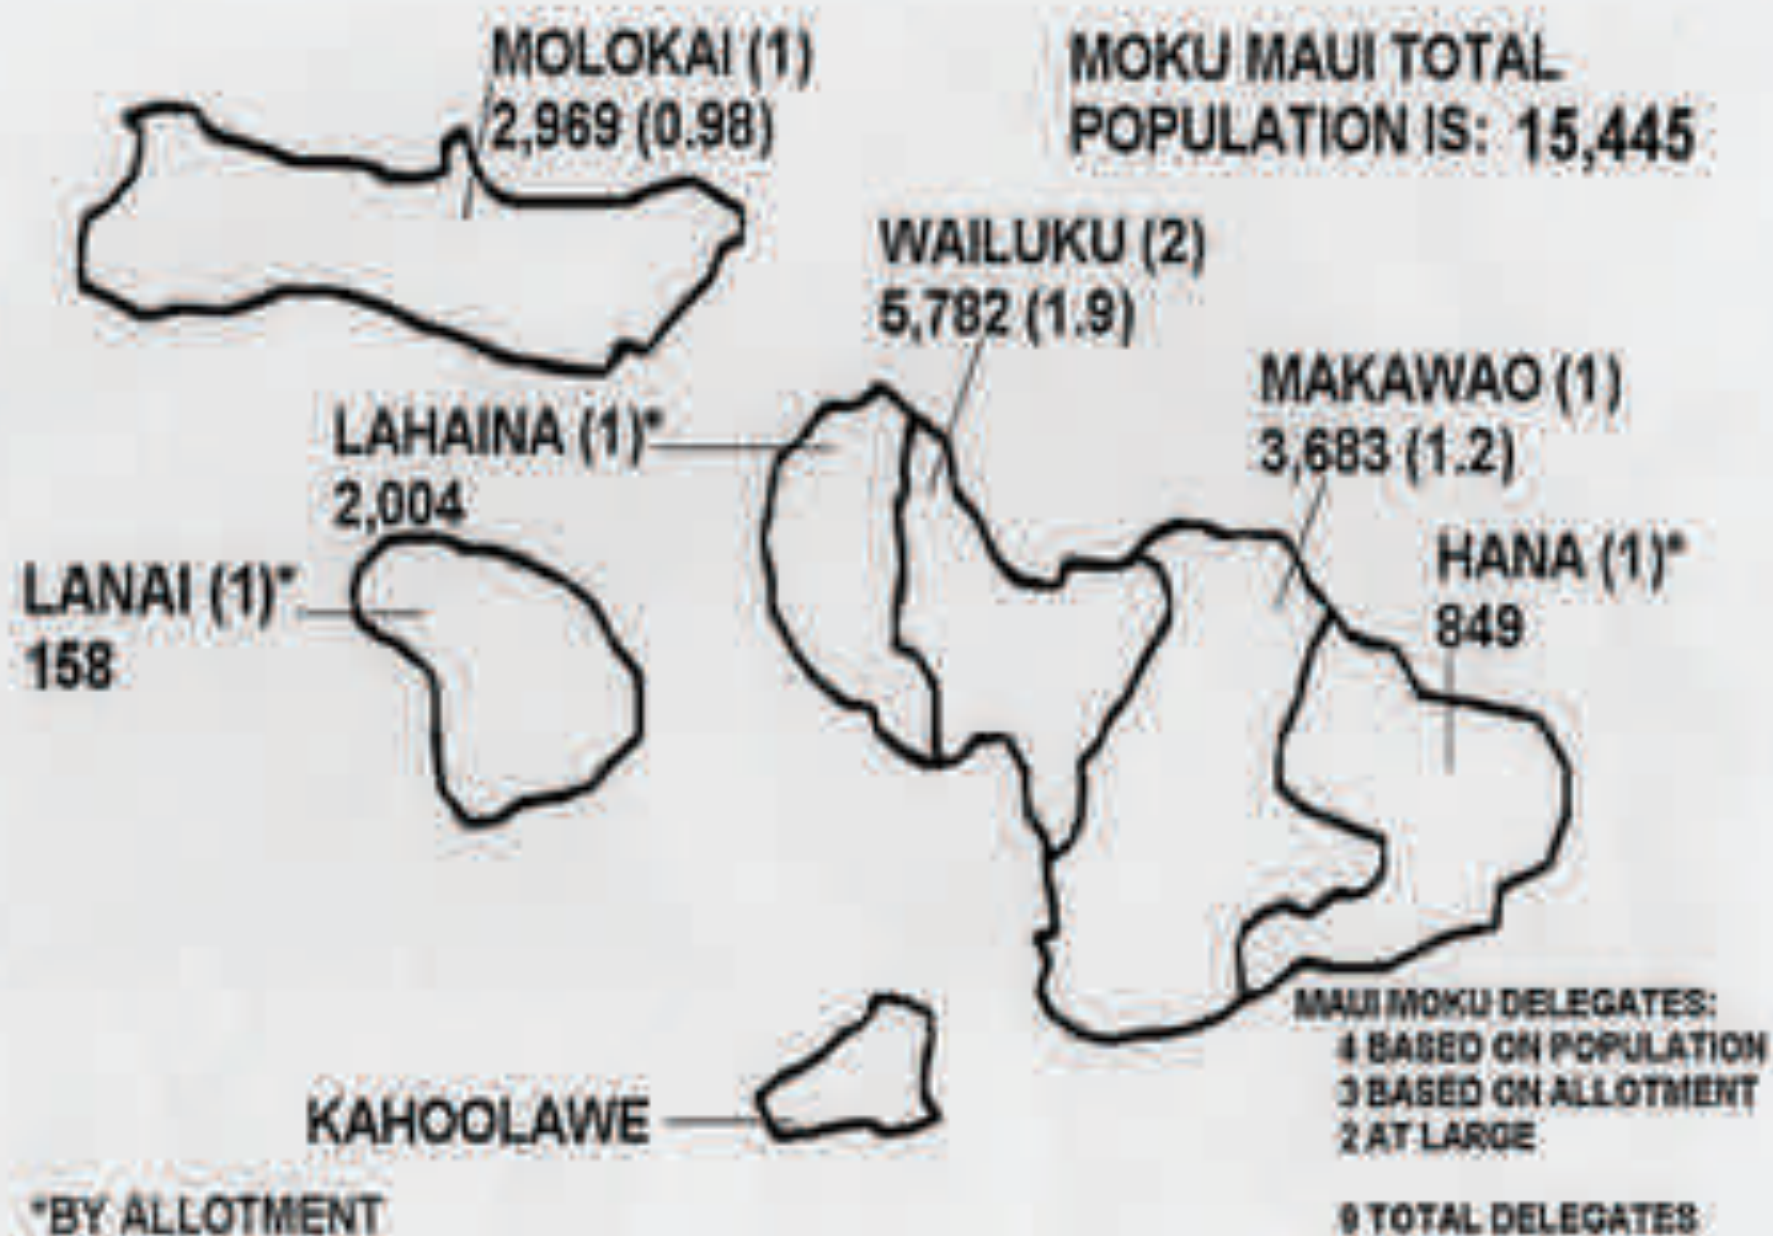 MOLOKAI (1)
2,969 (0.98)
MOKU MAUI TOTAL
POPULATION IS: 15,445
WAILUKU (2)
5,782 (1.9)
MAKAWAO (1)
3,683 (1.2)
LAHAINA (1)*
2,004
HANA (1)*
849
LANAI (1)*
158
KAHOOLAWE
MAUI MOKU DELEGATES:
4 BASED ON POPULATION
3 BASED ON ALLOTMENT
2 AT LARGE
9 TOTAL DELEGATES
*BY ALLOTMENT